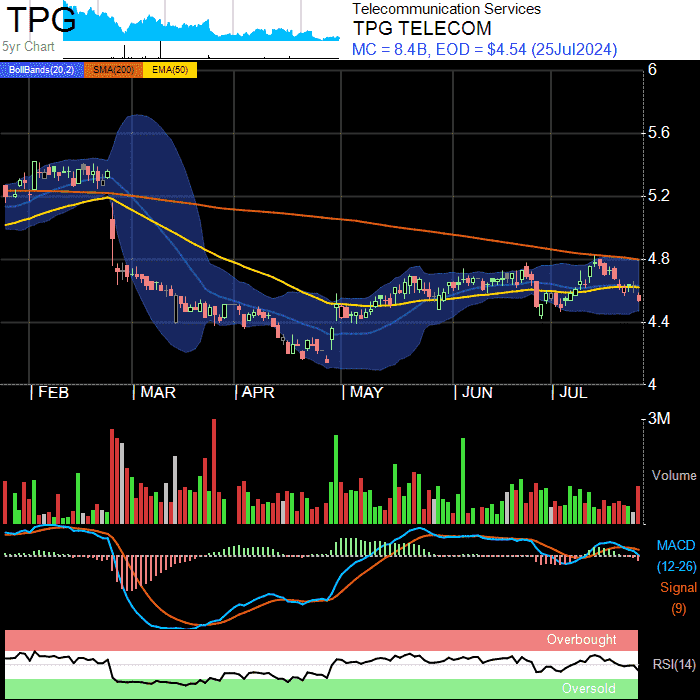 TPG
5yr Chart
Telecommunication Services
TPG TELECOM
MC = 8.4B, EOD = $4.54 (25Jul2024)
BollBands(20,2) SMA(200) EMA(50)
6
5.6
5.2
4.8
4.4
4
FEB MAR APR MAY JUN JUL
3M
Volume
MACD
(12-26)
Signal
(9)
Overbought
RSI(14)
Oversold